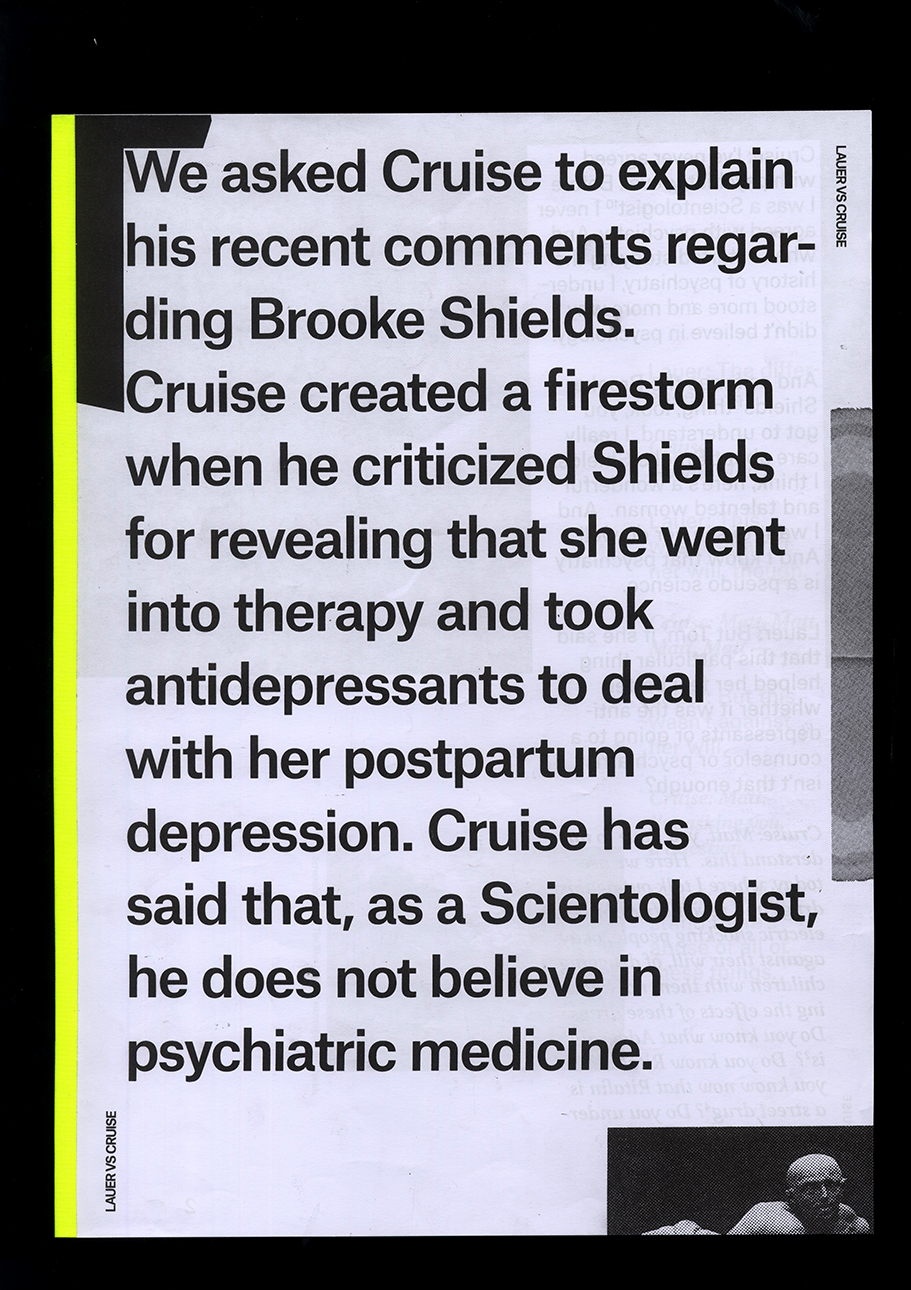 We asked Cruise to explain
his recent comments regar-
ding Brooke Shields.
Cruise created a firestorm
when he criticized Shields
for revealing that she went
into therapy and took
antidepressants to deal
with her postpartum
depression. Cruise has
said that, as a Scientologist,
he does not believe in
psychiatric medicine.
LAUER VS CRUISE
LAUER VS CRUISE